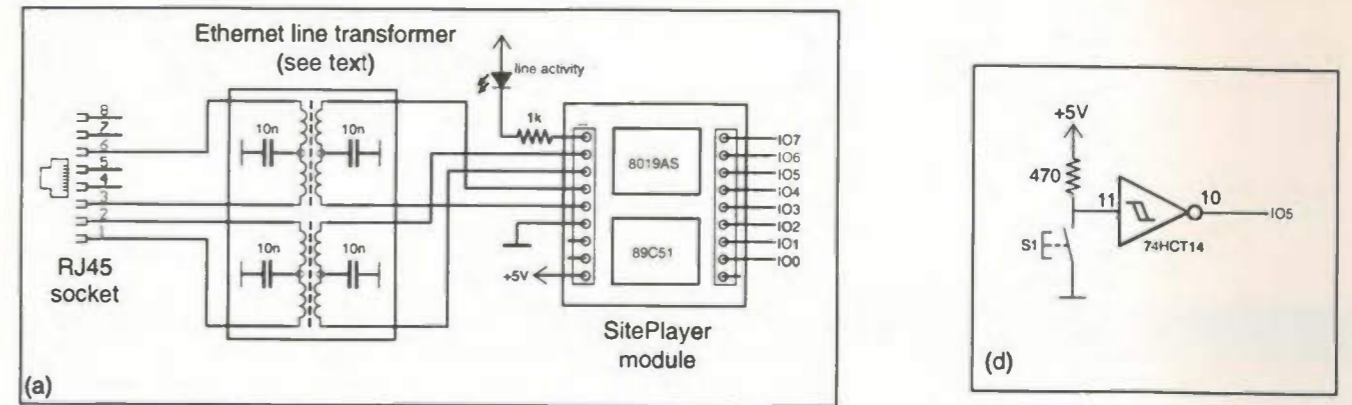 Ethernet line transformer
(see text)
line activity
1k
8
7
6
5
4
3
2
1
RJ45
socket
10n
10n
10n
10n
+5V
8019AS
89C51
IO7
IO6
IO5
IO4
IO3
IO2
IO1
IO0
SitePlayer
module
(a)
+5V
470
11
10
IO5
S1
74HCT14
(d)